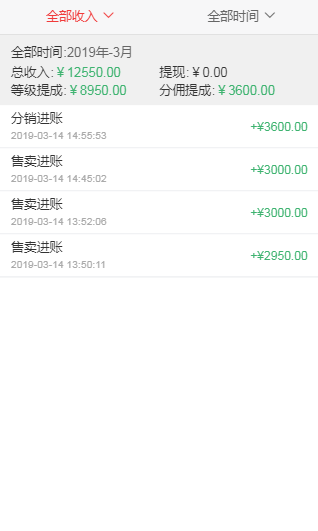 全部收入 全部时间
全部时间:2019年-3月
总收入: ¥ 12550.00 提现: ¥ 0.00
等级提成: ¥ 8950.00 分佣提成: ¥ 3600.00
分销进账 +¥3600.00
2019-03-14 14:55:53
售卖进账 +¥3000.00
2019-03-14 14:45:02
售卖进账 +¥3000.00
2019-03-14 13:52:06
售卖进账 +¥2950.00
2019-03-14 13:50:11